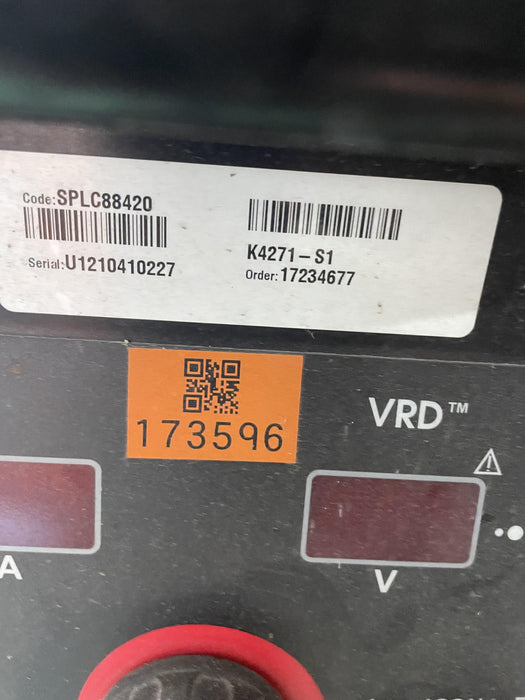 Code:SPLC88420
Serial:U1210410227
K4271-S1
Order:17234677
173596
VRD™
A
V